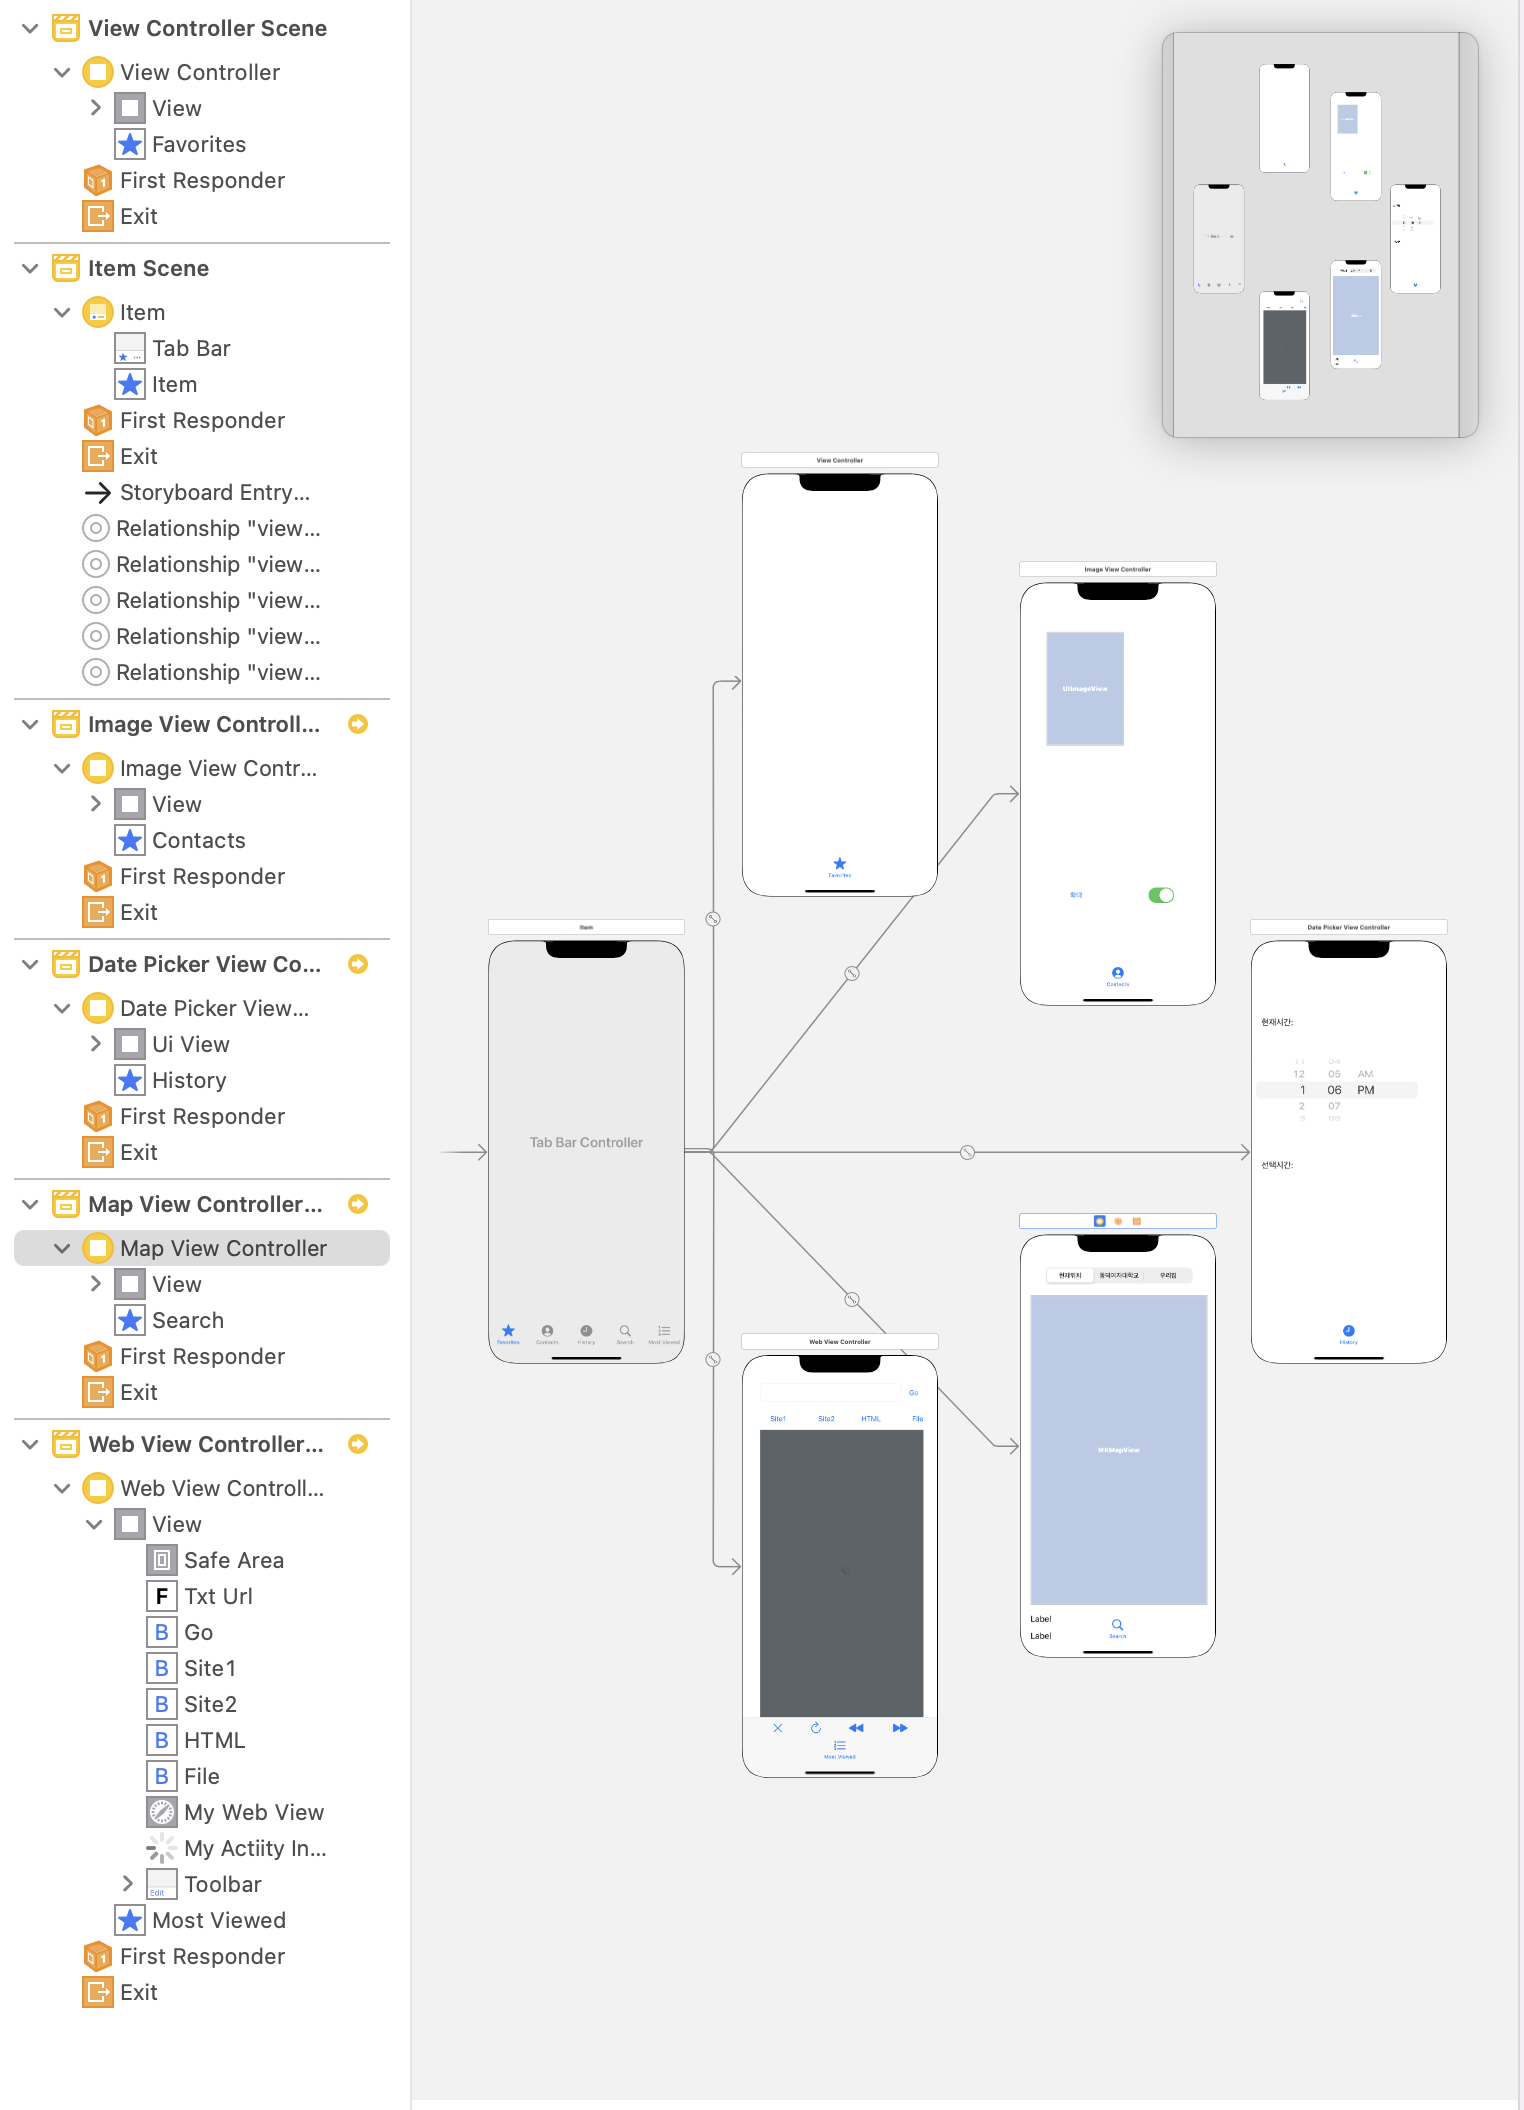 View Controller Scene
View Controller
View
Favorites
First Responder
Exit
Item Scene
Item
Tab Bar
Item
First Responder
Exit
Storyboard Entry...
Relationship "view...
Relationship "view...
Relationship "view...
Relationship "view...
Relationship "view...
Image View Controll...
Image View Contr...
View
Contacts
First Responder
Exit
Date Picker View Co...
Date Picker View...
Ui View
History
First Responder
Exit
Map View Controller...
Map View Controller
View
Search
First Responder
Exit
Web View Controller...
Web View Controll...
View
Safe Area
F Txt Url
B Go
B Site1
B Site2
B HTML
B File
My Web View
My Actiity In...
Edit Toolbar
Most Viewed
First Responder
Exit
View Controller
Favorites
Image View Controller
UIImageView
확대
Contacts
Item
Tab Bar Controller
Favorites Contacts History Search Most Viewed
Date Picker View Controller
현재시간:
11 04
12 05 AM
1 06 PM
2 07
3 08
선택시간:
History
현재위치 동덕여자대학교 우리집
MKMapView
Label
Label
Search
Web View Controller
Go
Site1 Site2 HTML File
Most Viewed